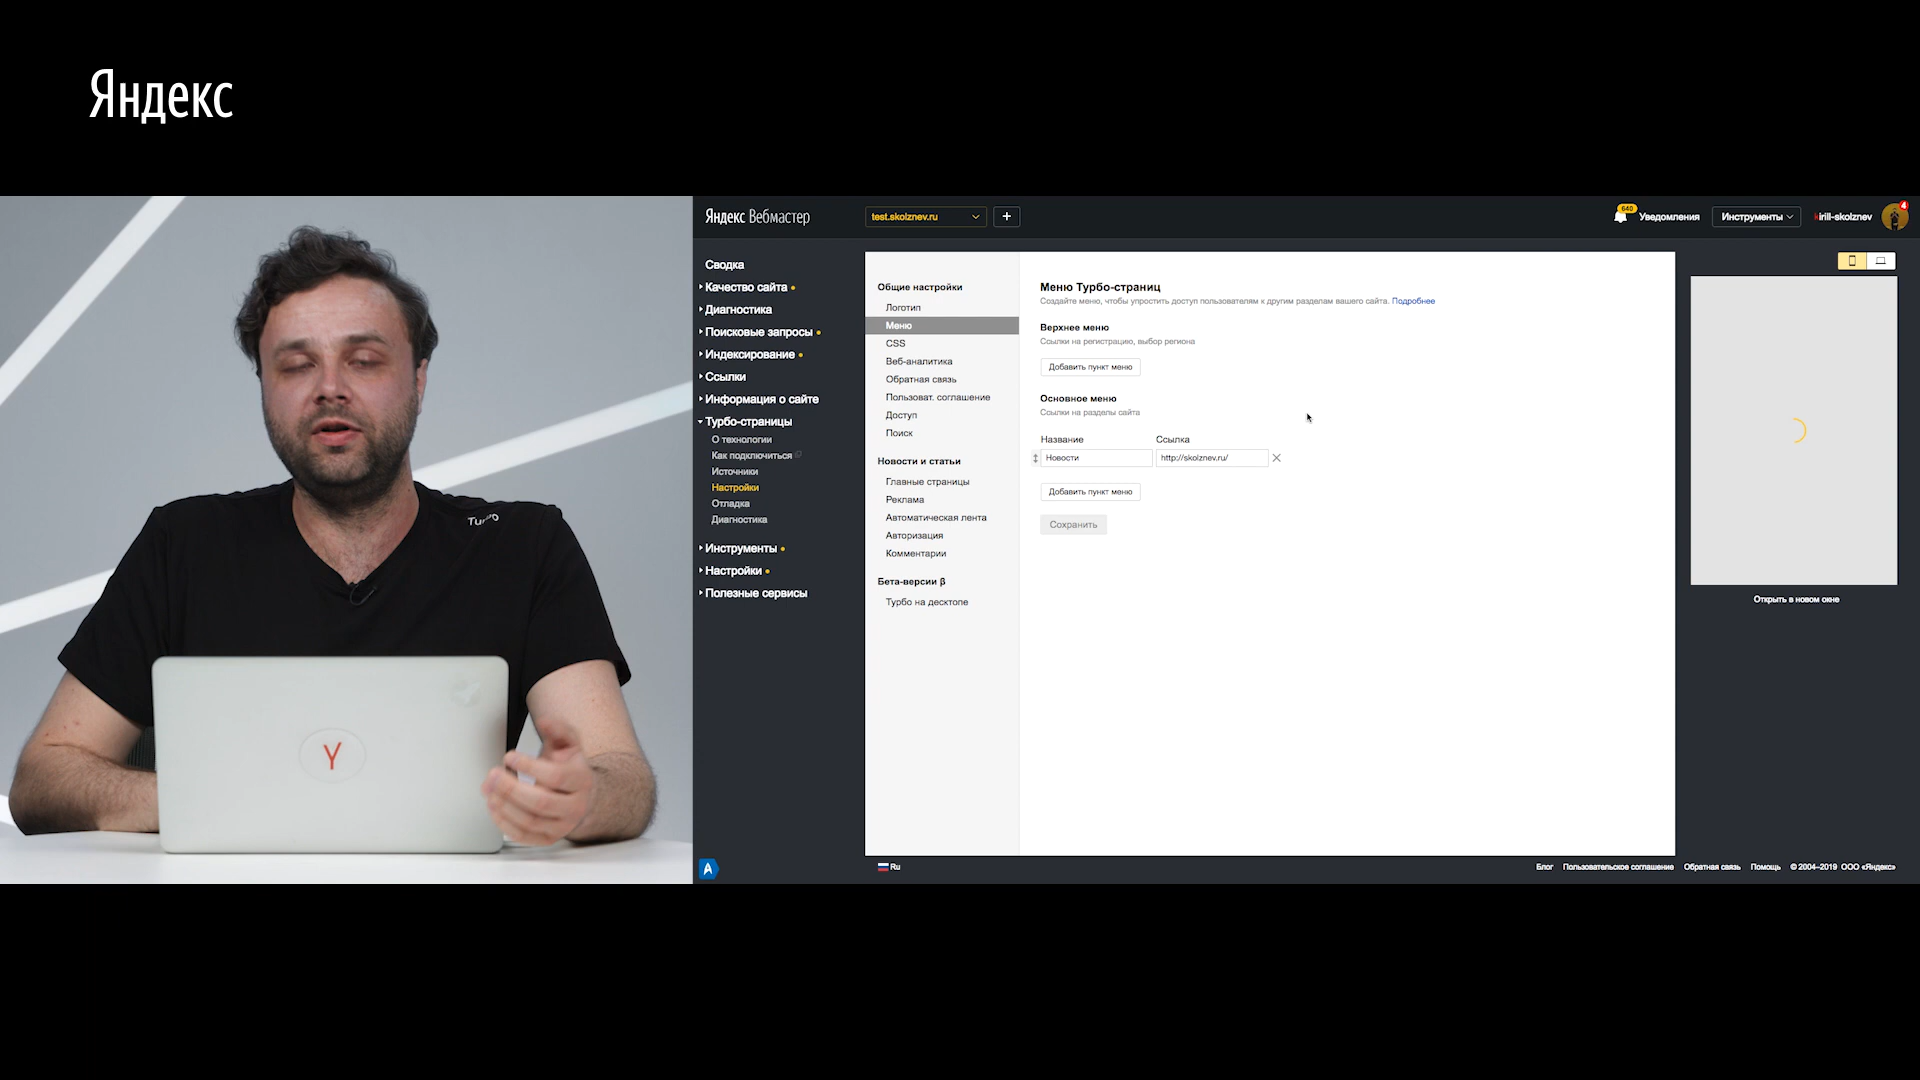 Яндекс
Яндекс Вебмастер
test.skolznev.ru
+
640
Уведомления
Инструменты
kirill-skolznev
4
Сводка
Качество сайта
Диагностика
Поисковые запросы
Индексирование
Ссылки
Информация о сайте
Турбо-страницы
О технологии
Как подключиться
Источники
Настройки
Отладка
Диагностика
Инструменты
Настройки
Полезные сервисы
Общие настройки
Логотип
Меню
CSS
Веб-аналитика
Обратная связь
Пользоват. соглашение
Доступ
Поиск
Новости и статьи
Главные страницы
Реклама
Автоматическая лента
Авторизация
Комментарии
Бета-версии β
Турбо на десктопе
Меню Турбо-страниц
Создайте меню, чтобы упростить доступ пользователям к другим разделам вашего сайта. Подробнее
Верхнее меню
Ссылки на регистрацию, выбор региона
Добавить пункт меню
Основное меню
Ссылки на разделы сайта
Название Ссылка
Новости http://skolznev.ru/
Добавить пункт меню
Сохранить
Открыть в новом окне
Turbo
Y
A
Ru
Блог Пользовательское соглашение Обратная связь Помощь © 2004–2019 ООО «Яндекс»